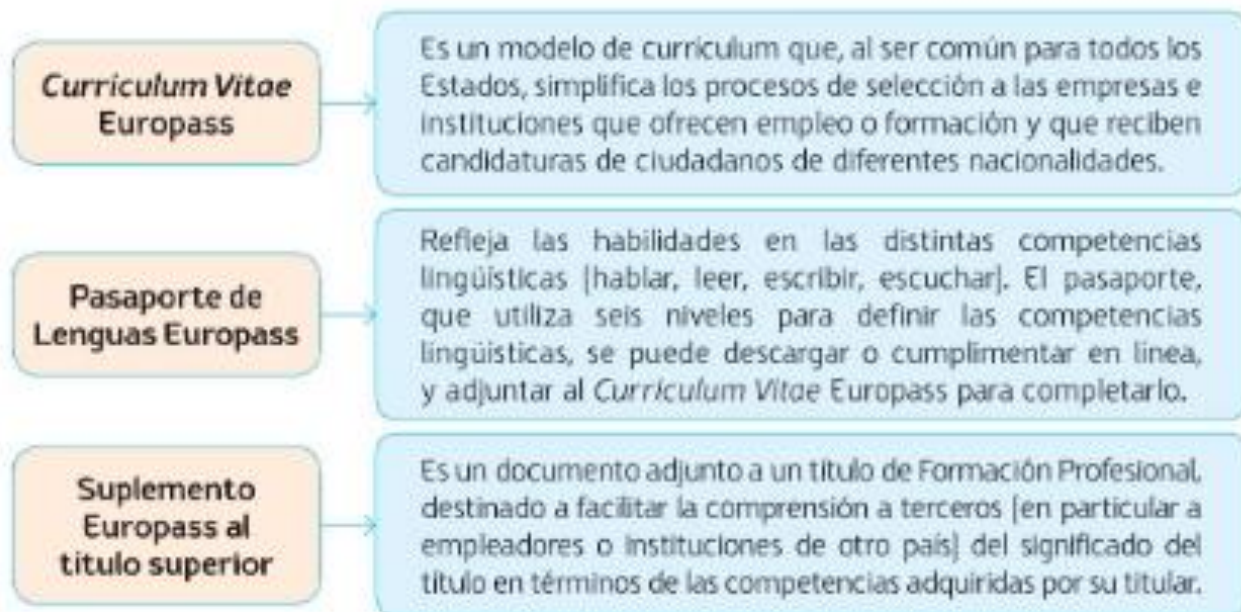 Curriculum Vitae
Europass
Es un modelo de curriculum que, al ser común para todos los
Estados, simplifica los procesos de selección a las empresas e
instituciones que ofrecen empleo o formación y que reciben
candidaturas de ciudadanos de diferentes nacionalidades.
Pasaporte de
Lenguas Europass
Refleja las habilidades en las distintas competencias
lingüísticas [hablar, leer, escribir, escuchar]. El pasaporte,
que utiliza seis niveles para definir las competencias
lingüísticas, se puede descargar o cumplimentar en línea,
y adjuntar al Curriculum Vitae Europass para completarlo.
Suplemento
Europass al
título superior
Es un documento adjunto a un título de Formación Profesional,
destinado a facilitar la comprensión a terceros [en particular a
empleadores o instituciones de otro país] del significado del
título en términos de las competencias adquiridas por su titular.